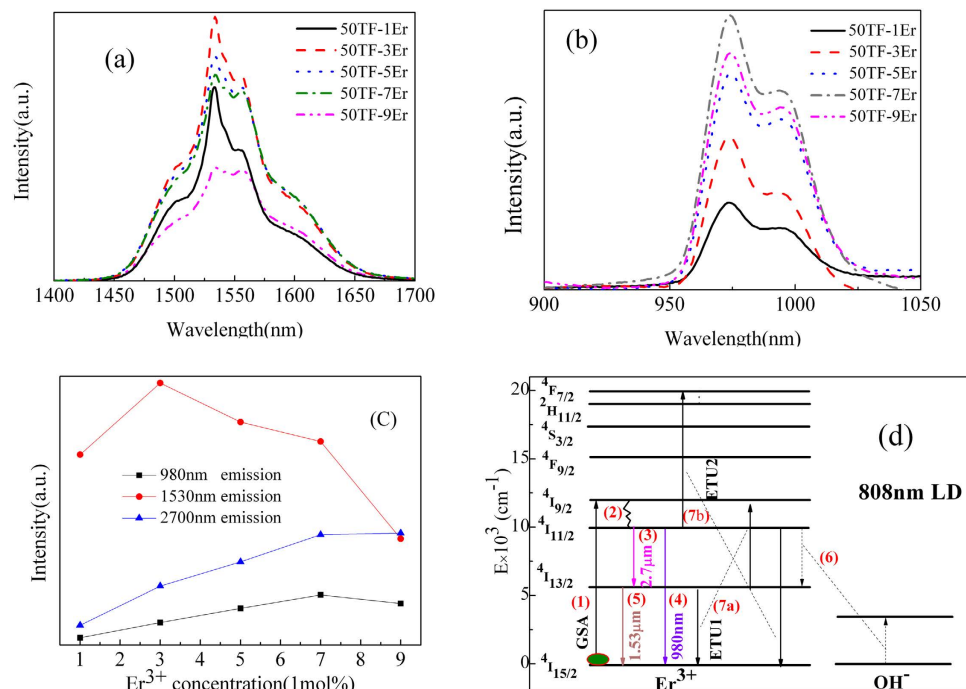 (a)
50TF-1Er
50TF-3Er
50TF-5Er
50TF-7Er
50TF-9Er
Intensity(a.u.)
1400 1450 1500 1550 1600 1650 1700
Wavelength(nm)
(b)
50TF-1Er
50TF-3Er
50TF-5Er
50TF-7Er
50TF-9Er
Intensity(a.u.)
900 950 1000 1050
Wavelength(nm)
(C)
980nm emission
1530nm emission
2700nm emission
Intensity(a.u.)
1 2 3 4 5 6 7 8 9
Er³⁺ concentration(1mol%)
(d)
808nm LD
E×10³ (cm⁻¹)
20
15
10
5
0
⁴F₇/₂
²H₁₁/₂
⁴S₃/₂
⁴F₉/₂
⁴I₉/₂
⁴I₁₁/₂
⁴I₁₃/₂
⁴I₁₅/₂
ETU2
(2)
(7b)
(3)
2.7μm
(6)
(1)
(5)
(4)
(7a)
GSA
1.53μm
980nm
ETU1
Er³⁺
OH⁻